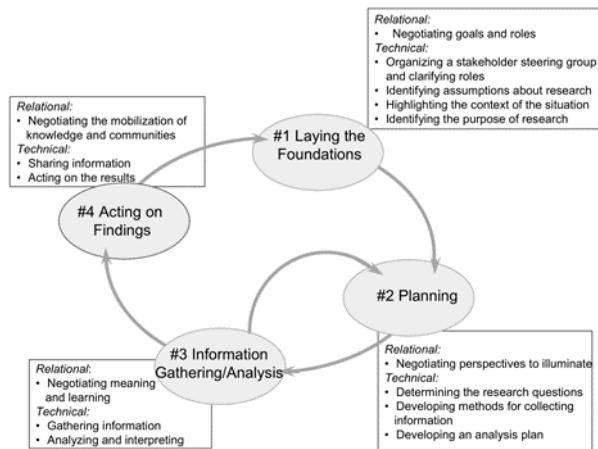 Relational:
• Negotiating goals and roles
Technical:
• Organizing a stakeholder steering group
and clarifying roles
• Identifying assumptions about research
• Highlighting the context of the situation
• Identifying the purpose of research
Relational:
• Negotiating the mobilization of
knowledge and communities
Technical:
• Sharing information
• Acting on the results
#1 Laying the
Foundations
#4 Acting on
Findings
#2 Planning
#3 Information
Gathering/Analysis
Relational:
• Negotiating perspectives to illuminate
Technical:
• Determining the research questions
• Developing methods for collecting
information
• Developing an analysis plan
Relational:
• Negotiating meaning
and learning
Technical:
• Gathering information
• Analyzing and interpreting